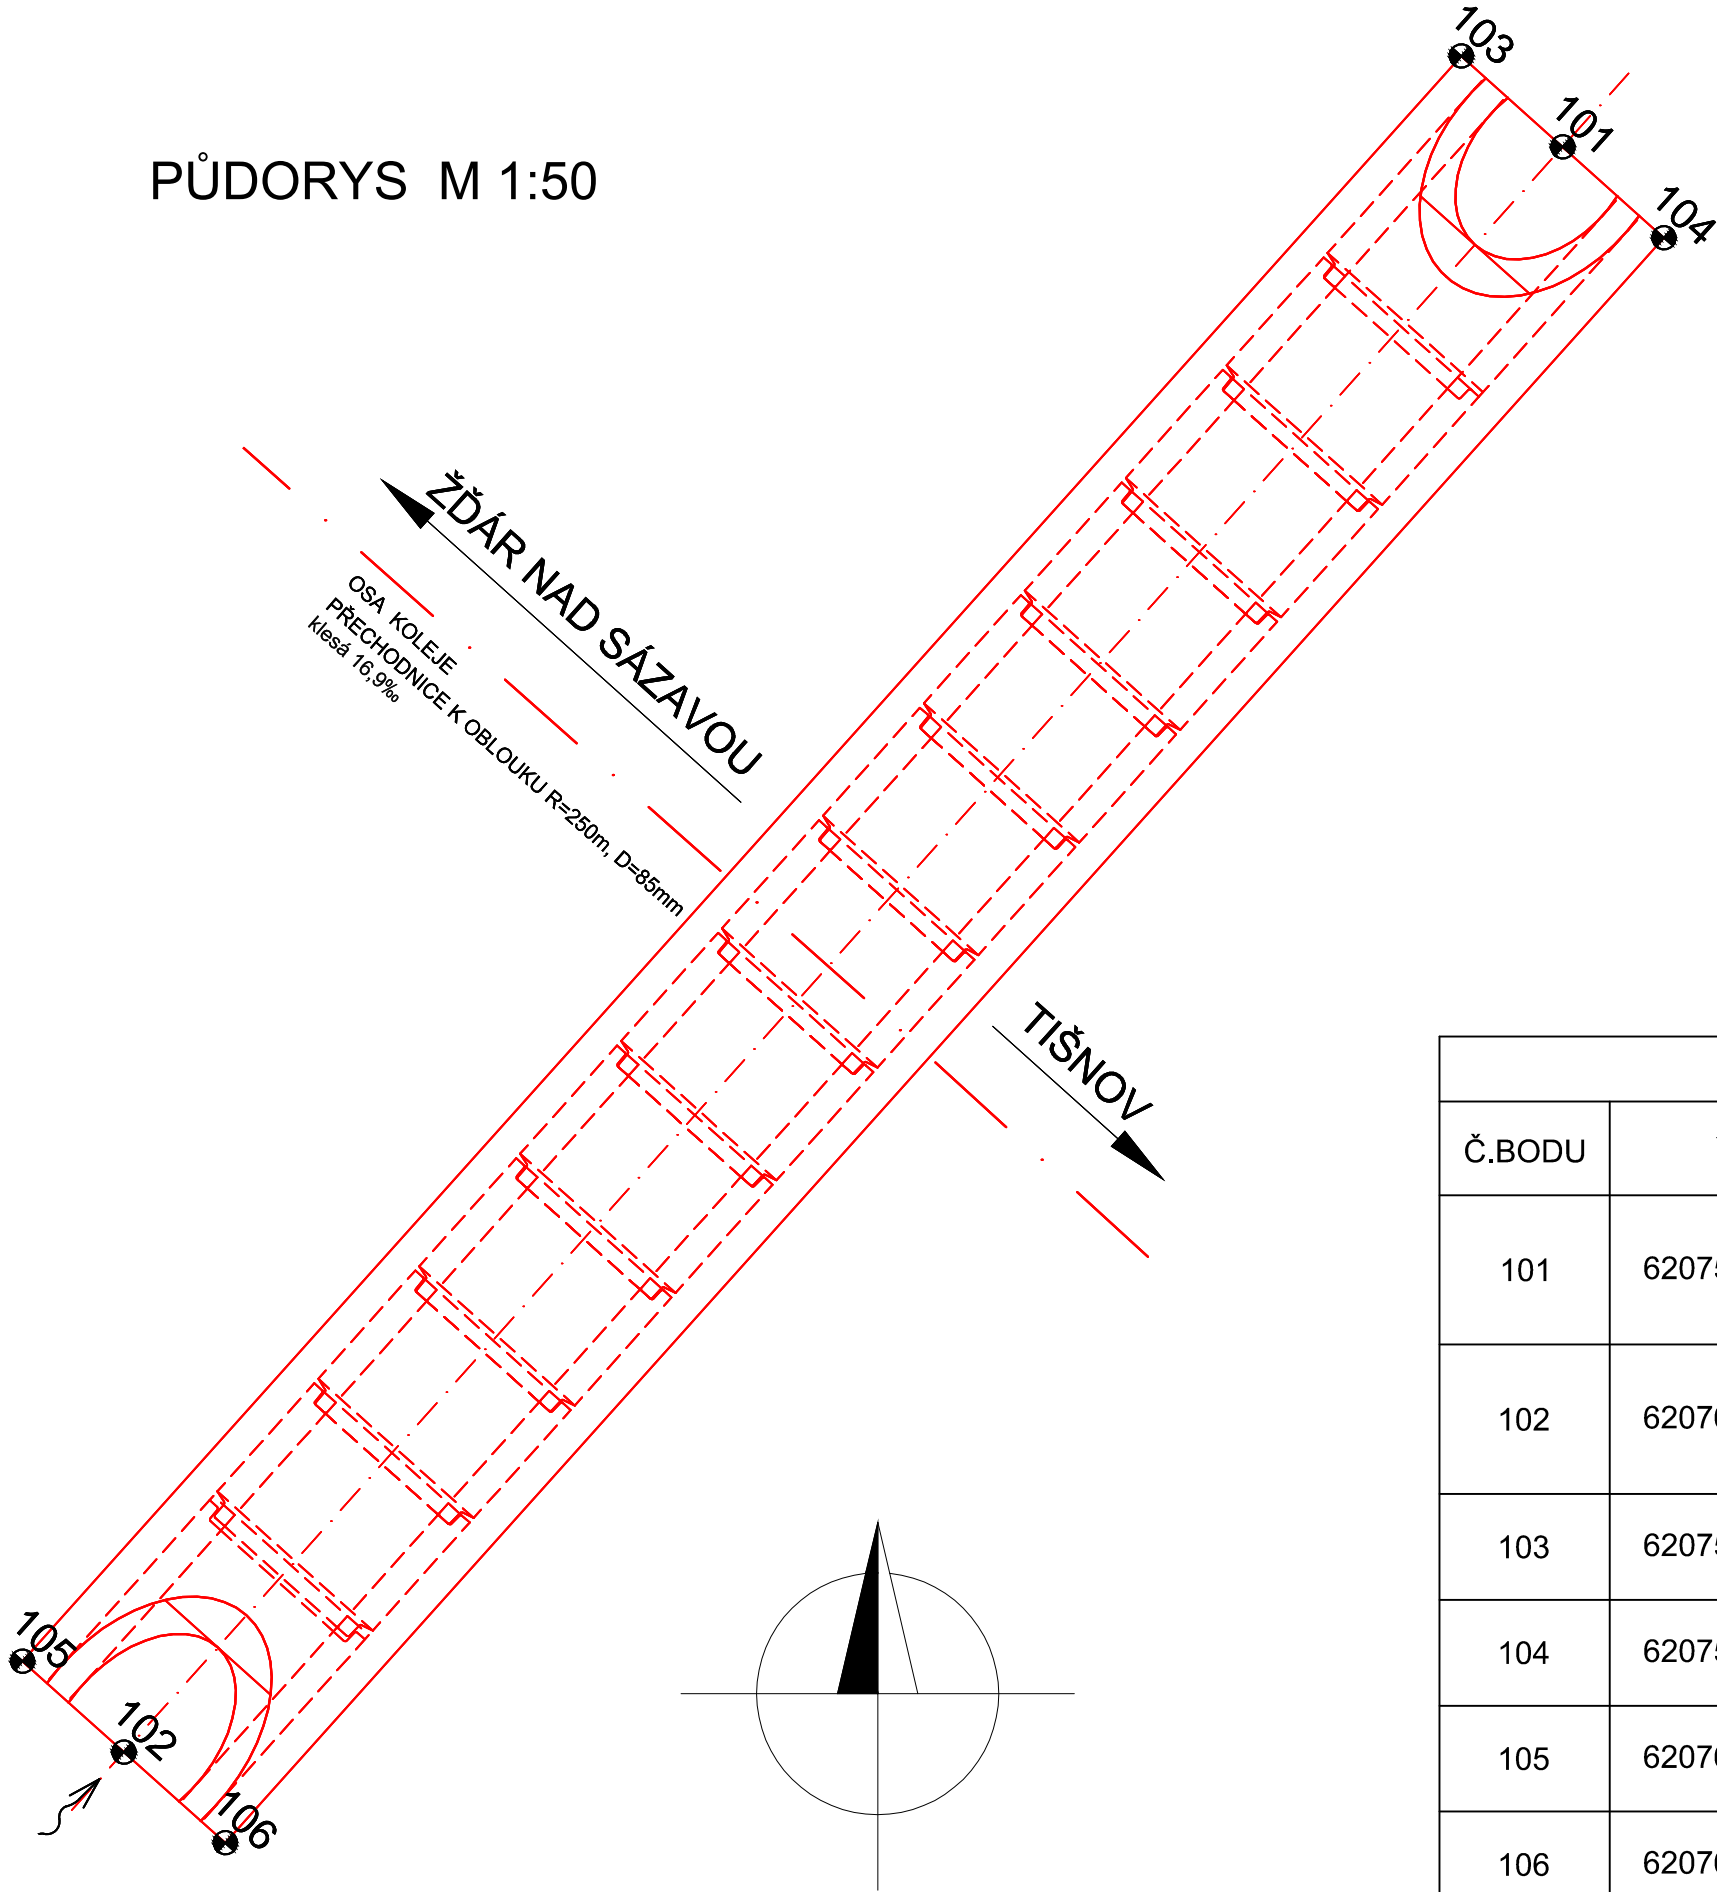 PŮDORYS M 1:50
103
101
104
ŽĎÁR NAD SÁZAVOU
OSA KOLEJE
PŘECHODNICE K OBLOUKU R=250m, D=85mm
klesá 16,9‰
TIŠNOV
105
102
106
Č.BODU
101
102
103
104
105
106